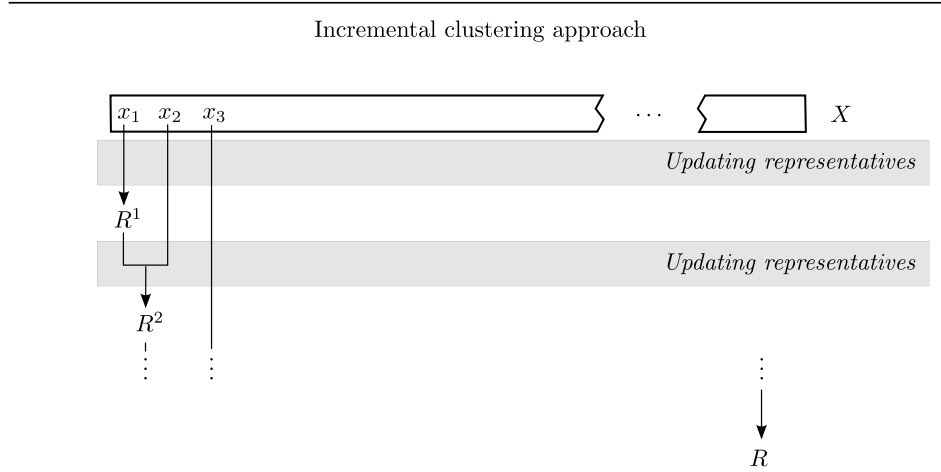 Incremental clustering approach
x₁ x₂ x₃ ⋯ X
Updating representatives
R¹
Updating representatives
R²
⋮ ⋮ ⋮
R